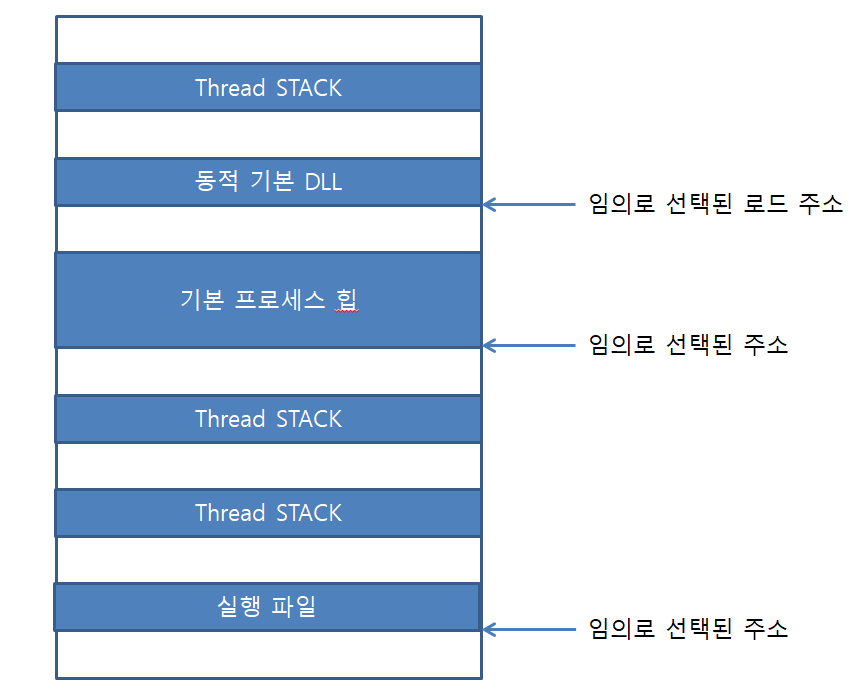 Thread STACK
동적 기본 DLL
임의로 선택된 로드 주소
기본 프로세스 힙
임의로 선택된 주소
Thread STACK
Thread STACK
실행 파일
임의로 선택된 주소